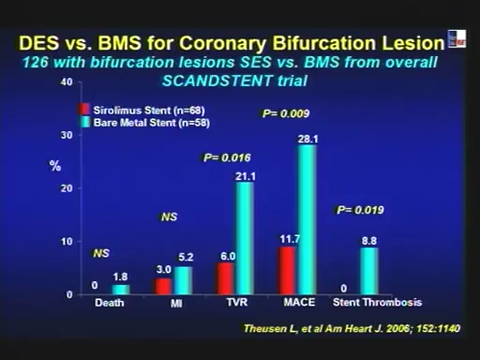 DES vs. BMS for Coronary Bifurcation Lesion
126 with bifurcation lesions SES vs. BMS from overall
SCANDSTENT trial
40
Sirolimus Stent (n=68)
Bare Metal Stent (n=58)
P= 0.009
28.1
30
%
P= 0.016
21.1
20
P= 0.019
NS
11.7
10
NS
8.8
6.0
5.2
3.0
0
1.8
0
0
Death
MI
TVR
MACE
Stent Thrombosis
Theusen L, et al Am Heart J. 2006; 152:1140